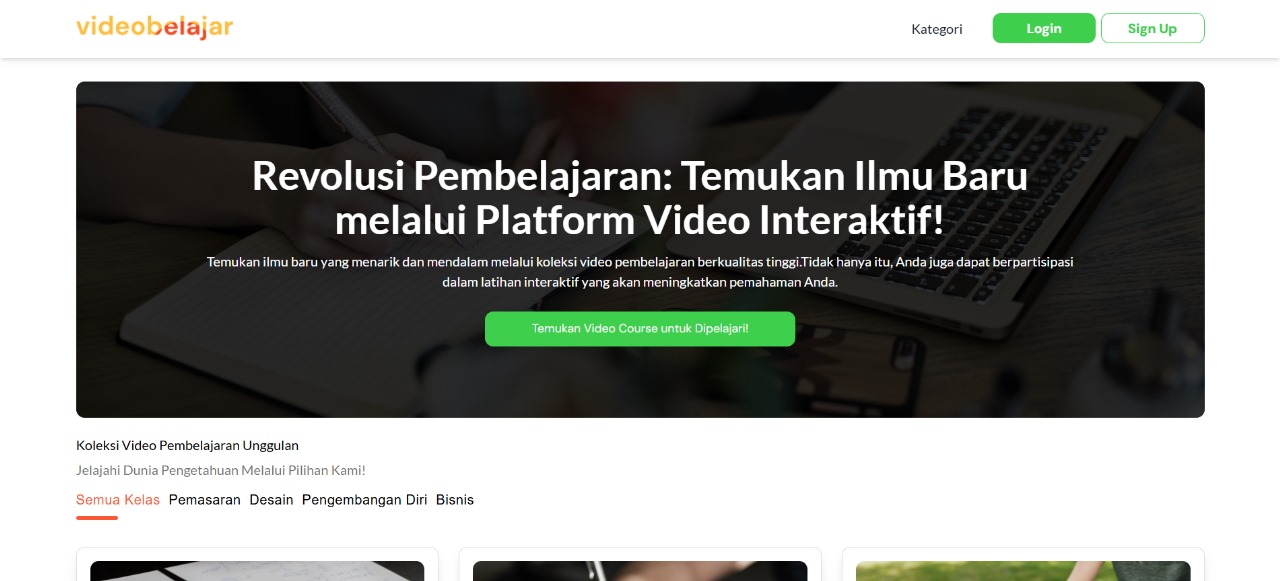 videobelajar
Kategori
Login
Sign Up
Revolusi Pembelajaran: Temukan Ilmu Baru
melalui Platform Video Interaktif!
Temukan ilmu baru yang menarik dan mendalam melalui koleksi video pembelajaran berkualitas tinggi.Tidak hanya itu, Anda juga dapat berpartisipasi
dalam latihan interaktif yang akan meningkatkan pemahaman Anda.
Temukan Video Course untuk Dipelajari!
Koleksi Video Pembelajaran Unggulan
Jelajahi Dunia Pengetahuan Melalui Pilihan Kami!
Semua Kelas Pemasaran Desain Pengembangan Diri Bisnis